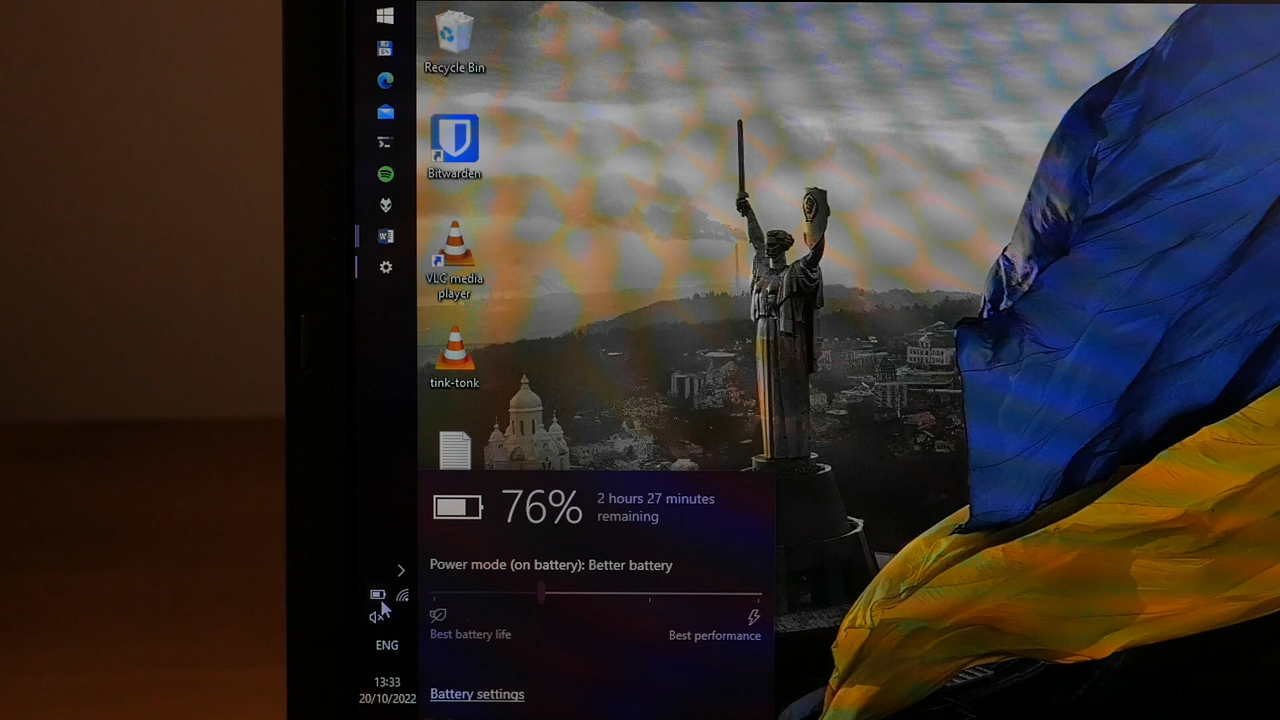 Recycle Bin
Bitwarden
VLC media
player
tink-tonk
76%
2 hours 27 minutes
remaining
Power mode (on battery): Better battery
Best battery life
Best performance
Battery settings
ENG
13:33
20/10/2022